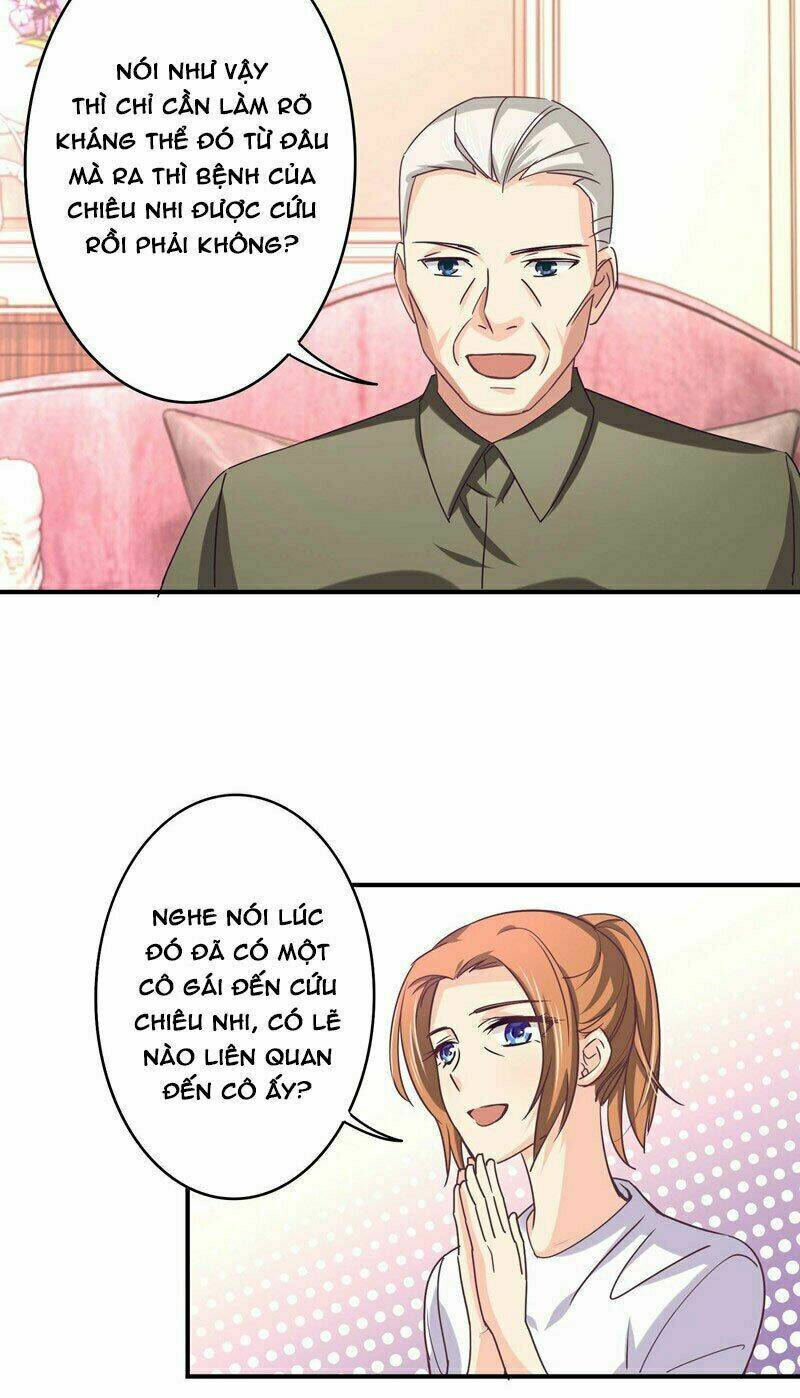 NÓI NHƯ VẬY
THÌ CHỈ CẦN LÀM RÕ
KHÁNG THỂ ĐÓ TỪ ĐÂU
MÀ RA THÌ BỆNH CỦA
CHIÊU NHI ĐƯỢC CỨU
RỒI PHẢI KHÔNG?
NGHE NÓI LÚC
ĐÓ ĐÃ CÓ MỘT
CÔ GÁI ĐẾN CỨU
CHIÊU NHI, CÓ LẼ
NÀO LIÊN QUAN
ĐẾN CÔ ẤY?